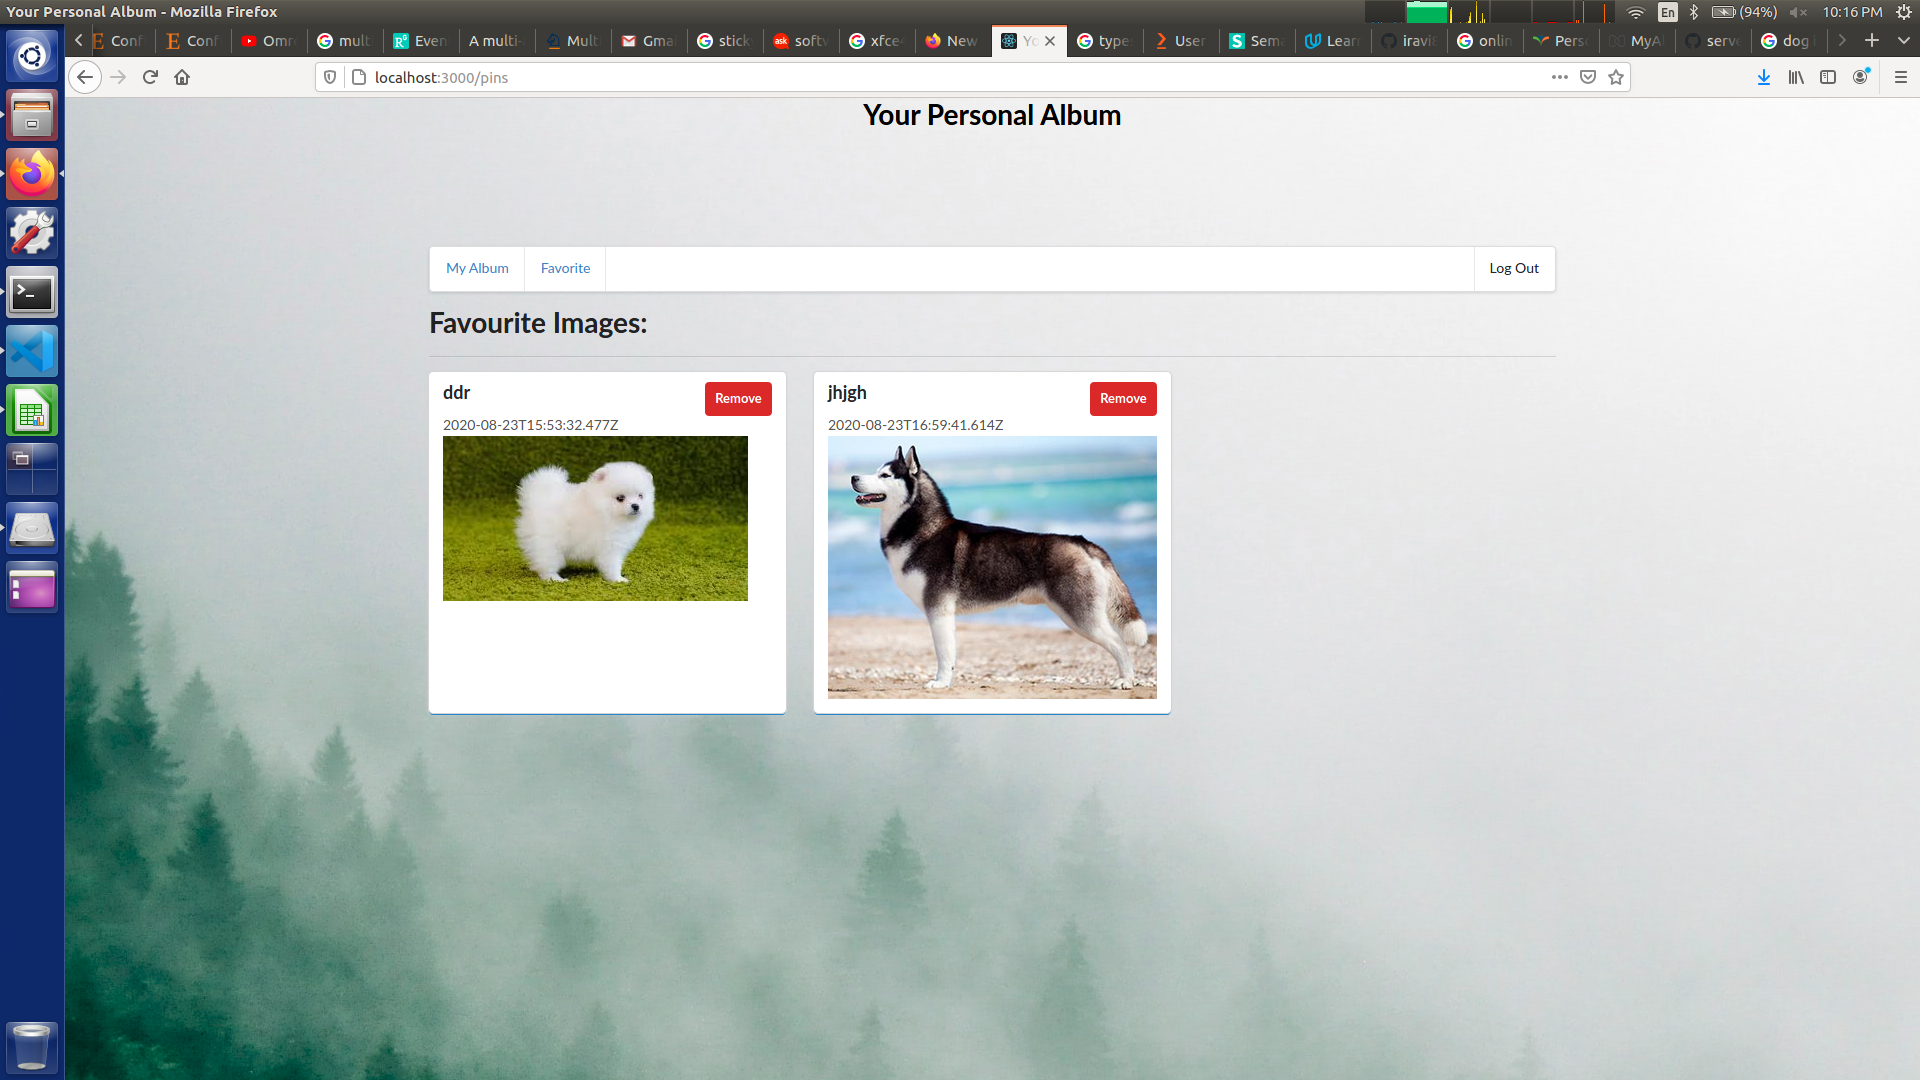 Your Personal Album - Mozilla Firefox
En (94%) 10:16 PM
Conf Conf Omr mult Even A multi- Mult Gma stick softw xfce New Yo type User Sem Lear iravi onlin Pers MyA serv dog i
localhost:3000/pins
Your Personal Album
My Album Favorite Log Out
Favourite Images:
ddr Remove jhjgh Remove
2020-08-23T15:53:32.477Z 2020-08-23T16:59:41.614Z